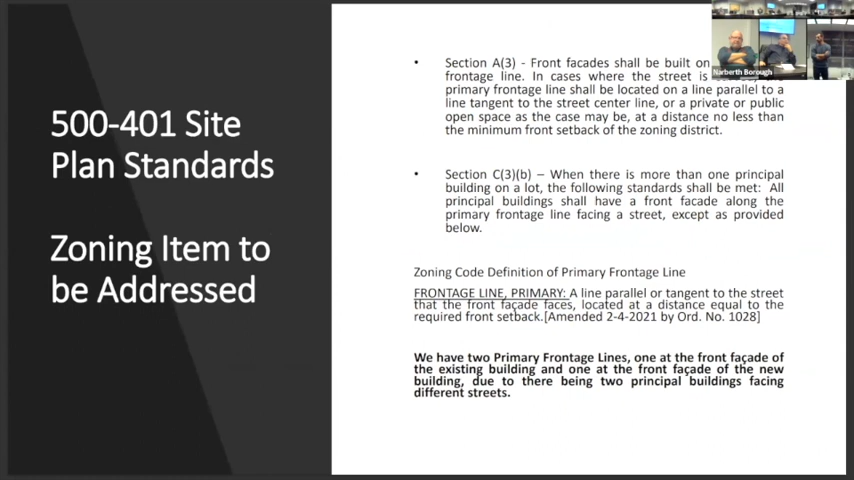 500-401 Site
Plan Standards
Zoning Item to
be Addressed
• Section A(3) - Front facades shall be built on
frontage line. In cases where the street is
primary frontage line shall be located on a line parallel to a
line tangent to the street center line, or a private or public
open space as the case may be, at a distance no less than
the minimum front setback of the zoning district.
• Section C(3)(b) – When there is more than one principal
building on a lot, the following standards shall be met: All
principal buildings shall have a front facade along the
primary frontage line facing a street, except as provided
below.
Zoning Code Definition of Primary Frontage Line
FRONTAGE LINE, PRIMARY: A line parallel or tangent to the street
that the front façade faces, located at a distance equal to the
required front setback.[Amended 2-4-2021 by Ord. No. 1028]
We have two Primary Frontage Lines, one at the front façade of
the existing building and one at the front façade of the new
building, due to there being two principal buildings facing
different streets.
Narberth Borough